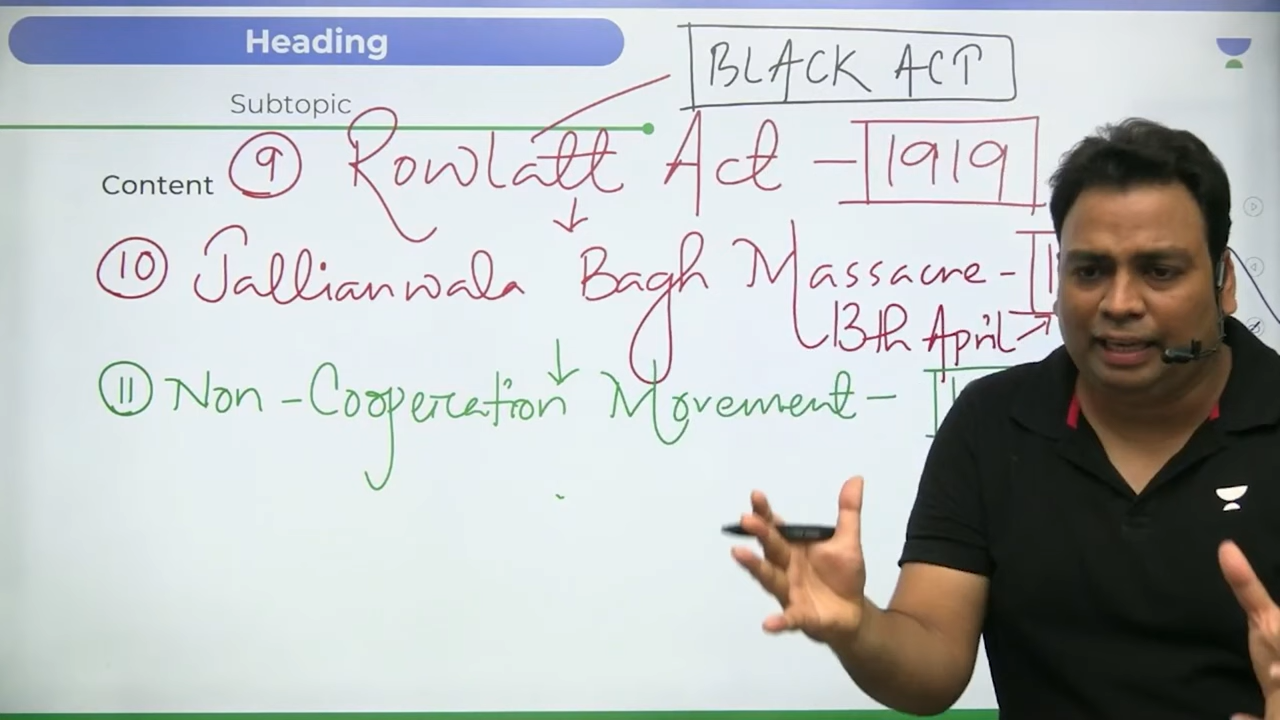 Heading
BLACK ACT
Subtopic
Content
9 Rowlatt Act - 1919
10 Jallianwala Bagh Massacre -
13th April
11 Non-Cooperation Movement -